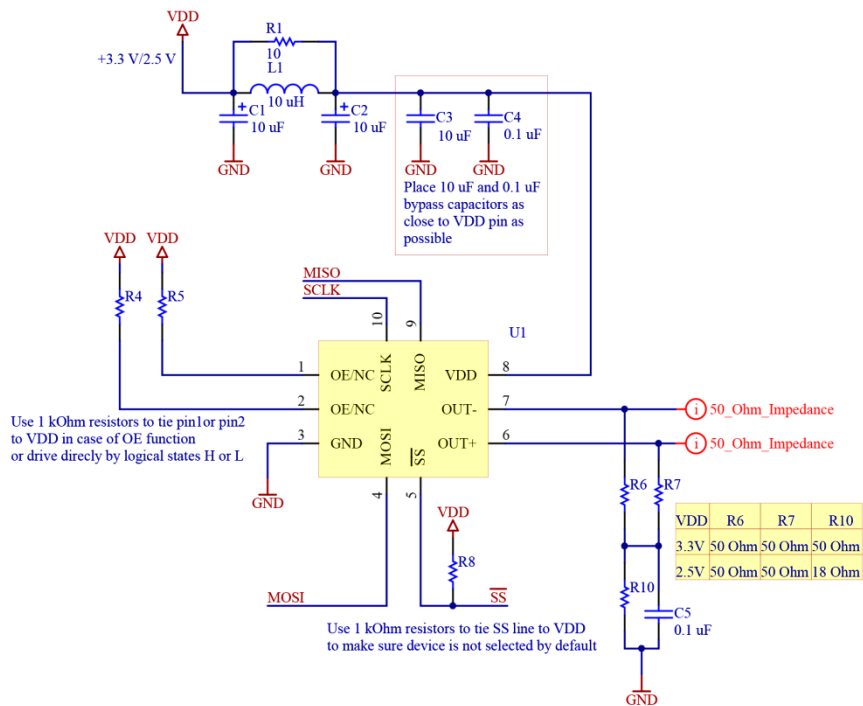 VDD
+3.3 V/2.5 V
R1
10
L1
10 uH
C1
10 uF
C2
10 uF
C3
10 uF
C4
0.1 uF
GND
GND
GND
GND
Place 10 uF and 0.1 uF
bypass capacitors as
close to VDD pin as
possible
VDD
VDD
R4
R5
MISO
SCLK
10
9
U1
1
OE/NC
SCLK
MISO
VDD
8
2
OE/NC
OUT-
7
50_Ohm_Impedance
3
GND
MOSI
SS
OUT+
6
50_Ohm_Impedance
Use 1 kOhm resistors to tie pin1or pin2
to VDD in case of OE function
or drive direcly by logical states H or L
GND
4
5
VDD
R8
MOSI
SS
Use 1 kOhm resistors to tie SS line to VDD
to make sure device is not selected by default
R6
R7
VDD R6 R7 R10
3.3V 50 Ohm 50 Ohm 50 Ohm
2.5V 50 Ohm 50 Ohm 18 Ohm
R10
C5
0.1 uF
GND